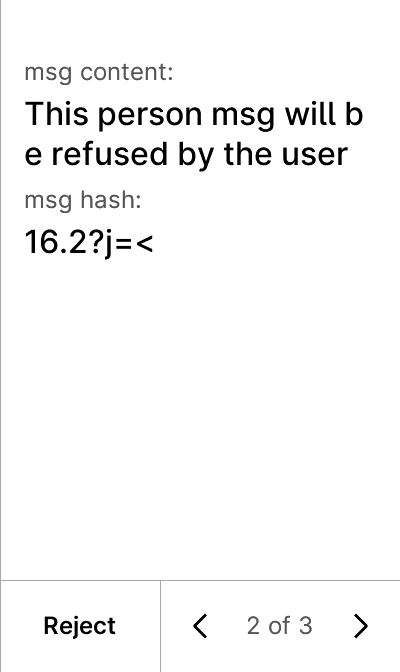 msg content:
This person msg will b
e refused by the user
msg hash:
16.2?j=<
Reject
2 of 3